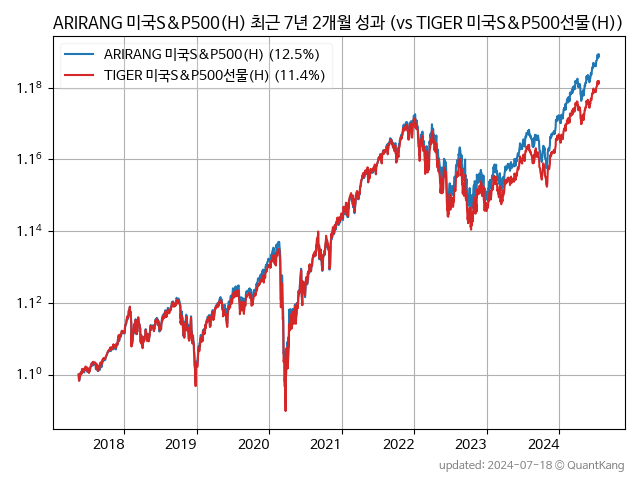 ARIRANG 미국S&P500(H) 최근 7년 2개월 성과 (vs TIGER 미국S&P500선물(H))
ARIRANG 미국S&P500(H) (12.5%)
TIGER 미국S&P500선물(H) (11.4%)
1.1⁸
1.1⁶
1.1⁴
1.1²
1.1⁰
2018 2019 2020 2021 2022 2023 2024
updated: 2024-07-18 © QuantKang